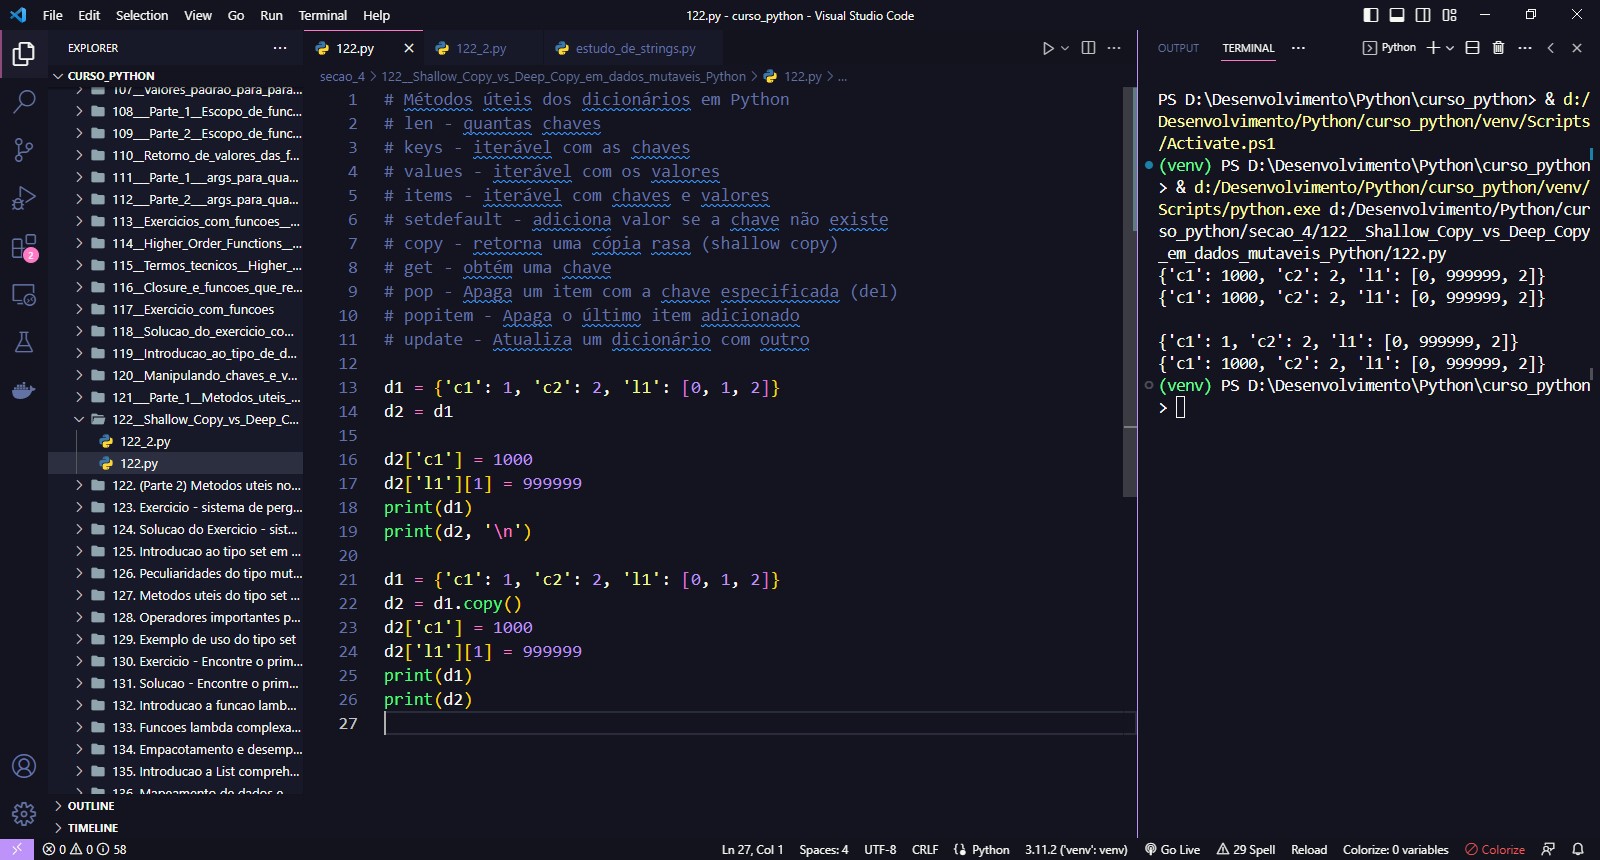 File Edit Selection View Go Run Terminal Help
122.py - curso_python - Visual Studio Code
EXPLORER
CURSO_PYTHON
107__Valores_padrao_para_para...
108___Parte_1__Escopo_de_func...
109___Parte_2__Escopo_de_func...
110__Retorno_de_valores_das_f...
111___Parte_1___args_para_qua...
112___Parte_2___args_para_qua...
113__Exercicios_com_funcoes__...
114__Higher_Order_Functions__...
115__Termos_tecnicos__Higher_...
116__Closure_e_funcoes_que_re...
117__Exercicio_com_funcoes
118__Solucao_do_exercicio_co...
119__Introducao_ao_tipo_de_d...
120__Manipulando_chaves_e_v...
121___Parte_1__Metodos_uteis_...
122__Shallow_Copy_vs_Deep_C...
122_2.py
122.py
122. (Parte 2) Metodos uteis no...
123. Exercicio - sistema de perg...
124. Solucao do Exercicio - sist...
125. Introducao ao tipo set em ...
126. Peculiaridades do tipo mut...
127. Metodos uteis do tipo set ...
128. Operadores importantes p...
129. Exemplo de uso do tipo set
130. Exercicio - Encontre o prim...
131. Solucao - Encontre o prim...
132. Introducao a funcao lamb...
133. Funcoes lambda complexa...
134. Empacotamento e desemp...
135. Introducao a List compreh...
136. Mapeamento de dados e ...
OUTLINE
TIMELINE
2
122.py 122_2.py estudo_de_strings.py
secao_4 > 122__Shallow_Copy_vs_Deep_Copy_em_dados_mutaveis_Python > 122.py > ...
1 # Métodos úteis dos dicionários em Python
2 # len - quantas chaves
3 # keys - iterável com as chaves
4 # values - iterável com os valores
5 # items - iterável com chaves e valores
6 # setdefault - adiciona valor se a chave não existe
7 # copy - retorna uma cópia rasa (shallow copy)
8 # get - obtém uma chave
9 # pop - Apaga um item com a chave especificada (del)
10 # popitem - Apaga o último item adicionado
11 # update - Atualiza um dicionário com outro
12
13 d1 = {'c1': 1, 'c2': 2, 'l1': [0, 1, 2]}
14 d2 = d1
15
16 d2['c1'] = 1000
17 d2['l1'][1] = 999999
18 print(d1)
19 print(d2, '\n')
20
21 d1 = {'c1': 1, 'c2': 2, 'l1': [0, 1, 2]}
22 d2 = d1.copy()
23 d2['c1'] = 1000
24 d2['l1'][1] = 999999
25 print(d1)
26 print(d2)
27
OUTPUT TERMINAL Python
PS D:\Desenvolvimento\Python\curso_python> & d:/
Desenvolvimento/Python/curso_python/venv/Scripts
/Activate.ps1
(venv) PS D:\Desenvolvimento\Python\curso_python
> & d:/Desenvolvimento/Python/curso_python/venv/
Scripts/python.exe d:/Desenvolvimento/Python/cur
so_python/secao_4/122__Shallow_Copy_vs_Deep_Copy
_em_dados_mutaveis_Python/122.py
{'c1': 1000, 'c2': 2, 'l1': [0, 999999, 2]}
{'c1': 1000, 'c2': 2, 'l1': [0, 999999, 2]}
{'c1': 1, 'c2': 2, 'l1': [0, 999999, 2]}
{'c1': 1000, 'c2': 2, 'l1': [0, 999999, 2]}
(venv) PS D:\Desenvolvimento\Python\curso_python
>
0 0 58
Ln 27, Col 1 Spaces: 4 UTF-8 CRLF Python 3.11.2 ('venv': venv) Go Live 29 Spell Reload Colorize: 0 variables Colorize